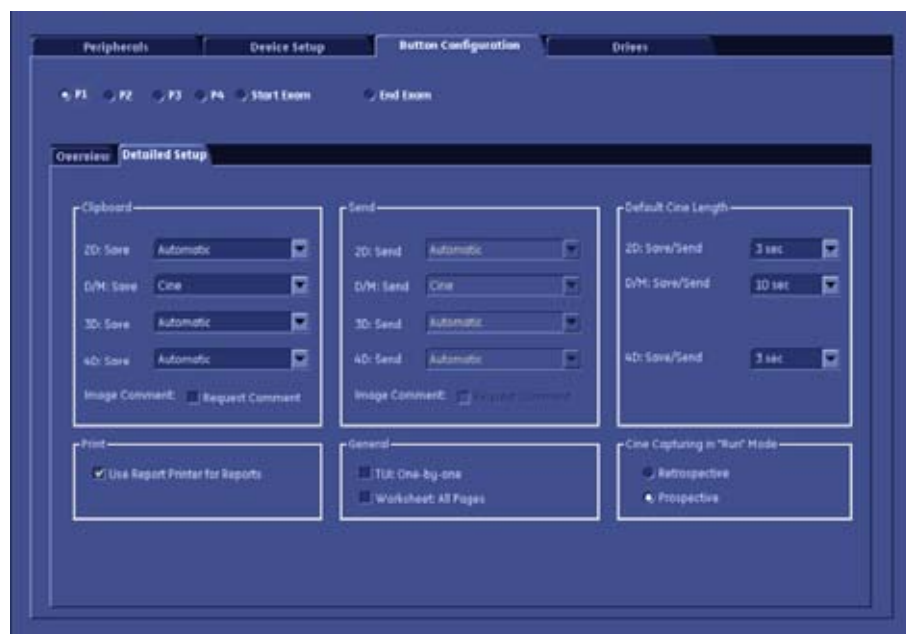 Peripherals Device Setup Button Configuration Drives
P1 P2 P3 P4 Start Exam End Exam
Overview Detailed Setup
Clipboard
2D: Save Automatic
D/M: Save Cine
3D: Save Automatic
4D: Save Automatic
Image Comment: Request Comment
Send
2D: Send Automatic
D/M: Send Cine
3D: Send Automatic
4D: Send Automatic
Image Comment: Request Comment
Default Cine Length
2D: Save/Send 3 sec
D/M: Save/Send 10 sec
4D: Save/Send 3 sec
Print
Use Report Printer for Reports
General
TUI: One-by-one
Worksheet: All Pages
Cine Capturing in "Run" Mode
Retrospective
Prospective